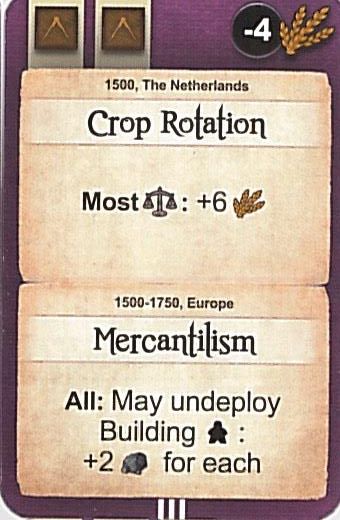 -4
1500, The Netherlands
Crop Rotation
Most : +6
1500-1750, Europe
Mercantilism
All: May undeploy
Building :
+2 for each
III